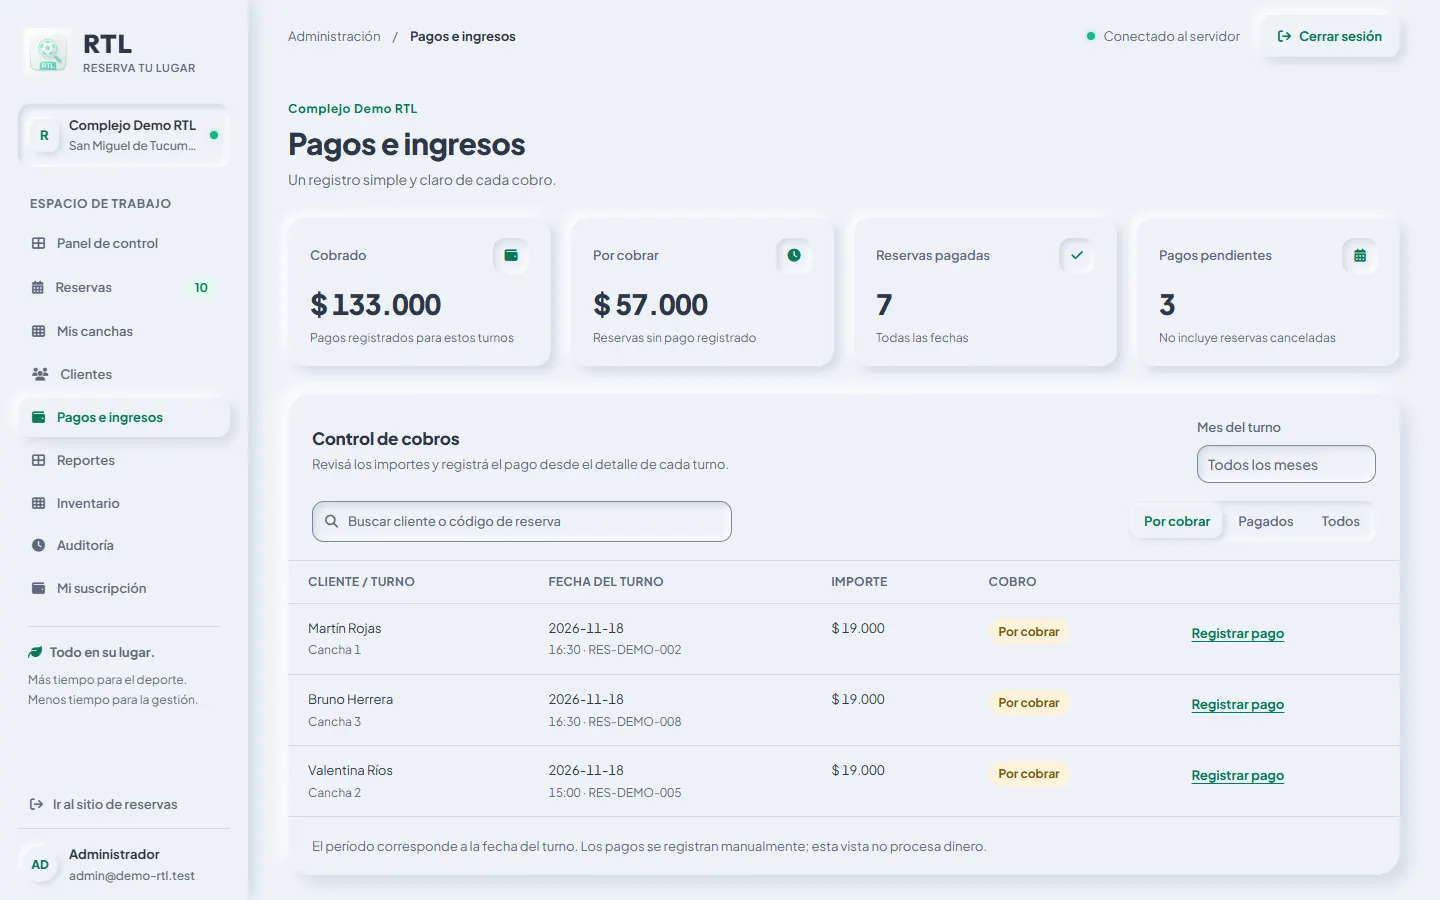 RTL
RESERVA TU LUGAR
R
Complejo Demo RTL
San Miguel de Tucum...
ESPACIO DE TRABAJO
Panel de control
Reservas 10
Mis canchas
Clientes
Pagos e ingresos
Reportes
Inventario
Auditoría
Mi suscripción
Todo en su lugar.
Más tiempo para el deporte.
Menos tiempo para la gestión.
Ir al sitio de reservas
AD
Administrador
admin@demo-rtl.test
Administración / Pagos e ingresos
Conectado al servidor
Cerrar sesión
Complejo Demo RTL
Pagos e ingresos
Un registro simple y claro de cada cobro.
Cobrado
$ 133.000
Pagos registrados para estos turnos
Por cobrar
$ 57.000
Reservas sin pago registrado
Reservas pagadas
7
Todas las fechas
Pagos pendientes
3
No incluye reservas canceladas
Control de cobros
Revisá los importes y registrá el pago desde el detalle de cada turno.
Mes del turno
Todos los meses
Buscar cliente o código de reserva
Por cobrar Pagados Todos
CLIENTE / TURNO FECHA DEL TURNO IMPORTE COBRO
Martín Rojas 2026-11-18 $ 19.000 Por cobrar Registrar pago
Cancha 1 16:30 · RES-DEMO-002
Bruno Herrera 2026-11-18 $ 19.000 Por cobrar Registrar pago
Cancha 3 16:30 · RES-DEMO-008
Valentina Ríos 2026-11-18 $ 19.000 Por cobrar Registrar pago
Cancha 2 15:00 · RES-DEMO-005
El período corresponde a la fecha del turno. Los pagos se registran manualmente; esta vista no procesa dinero.